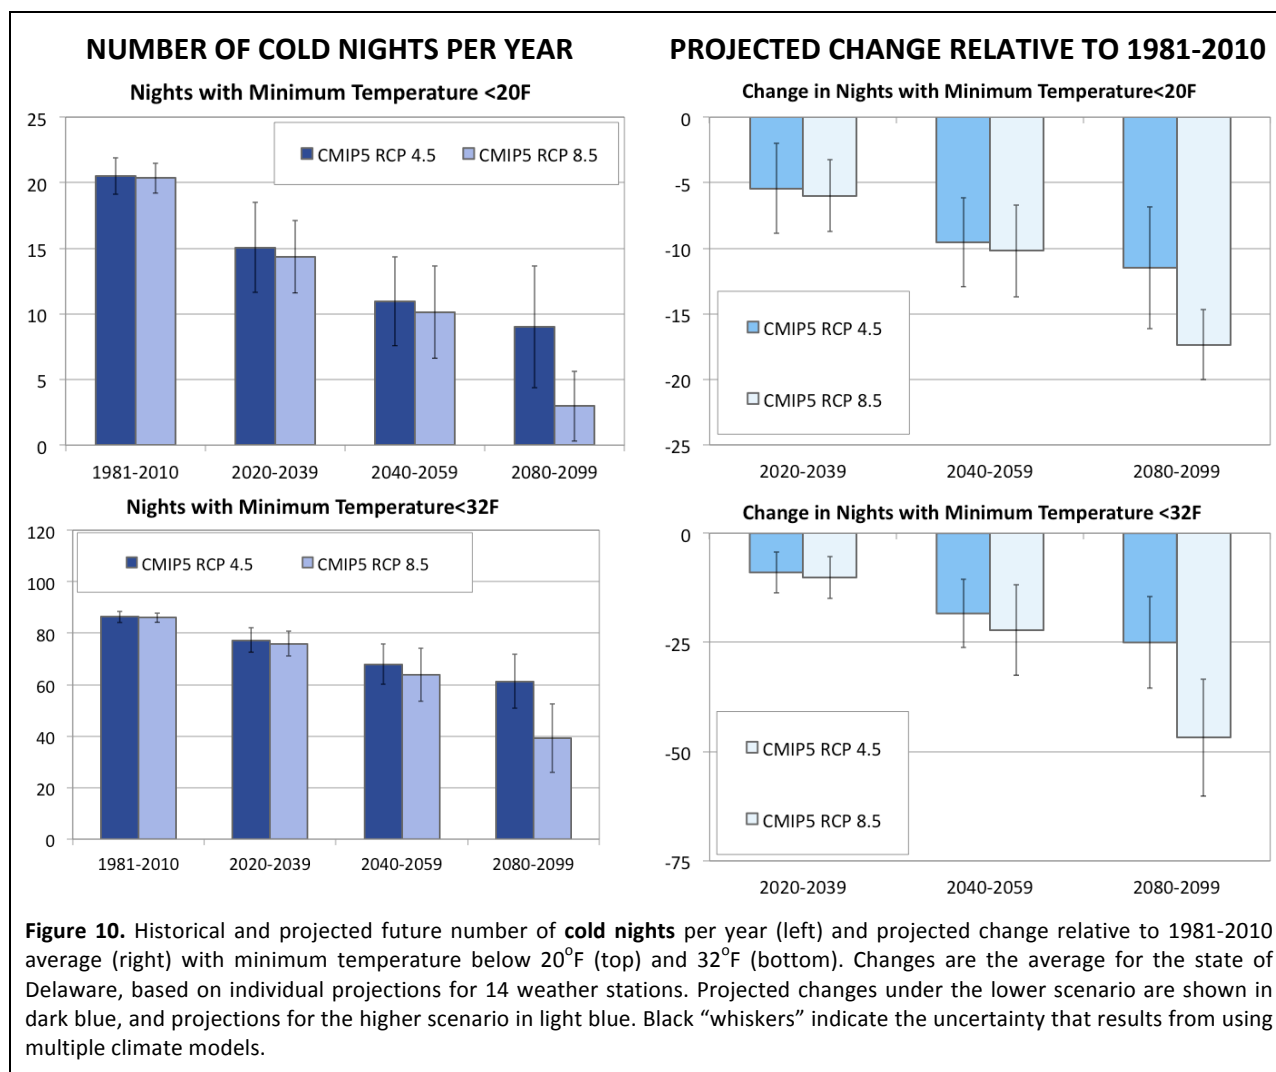 NUMBER OF COLD NIGHTS PER YEAR
Nights with Minimum Temperature <20F
25
20
15
10
5
0
CMIP5 RCP 4.5 CMIP5 RCP 8.5
1981-2010 2020-2039 2040-2059 2080-2099
Nights with Minimum Temperature<32F
120
100
80
60
40
20
0
CMIP5 RCP 4.5 CMIP5 RCP 8.5
1981-2010 2020-2039 2040-2059 2080-2099
PROJECTED CHANGE RELATIVE TO 1981-2010
Change in Nights with Minimum Temperature<20F
0
-5
-10
-15
-20
-25
CMIP5 RCP 4.5
CMIP5 RCP 8.5
2020-2039 2040-2059 2080-2099
Change in Nights with Minimum Temperature <32F
0
-25
-50
-75
CMIP5 RCP 4.5
CMIP5 RCP 8.5
2020-2039 2040-2059 2080-2099
Figure 10. Historical and projected future number of cold nights per year (left) and projected change relative to 1981-2010
average (right) with minimum temperature below 20°F (top) and 32°F (bottom). Changes are the average for the state of
Delaware, based on individual projections for 14 weather stations. Projected changes under the lower scenario are shown in
dark blue, and projections for the higher scenario in light blue. Black “whiskers” indicate the uncertainty that results from using
multiple climate models.